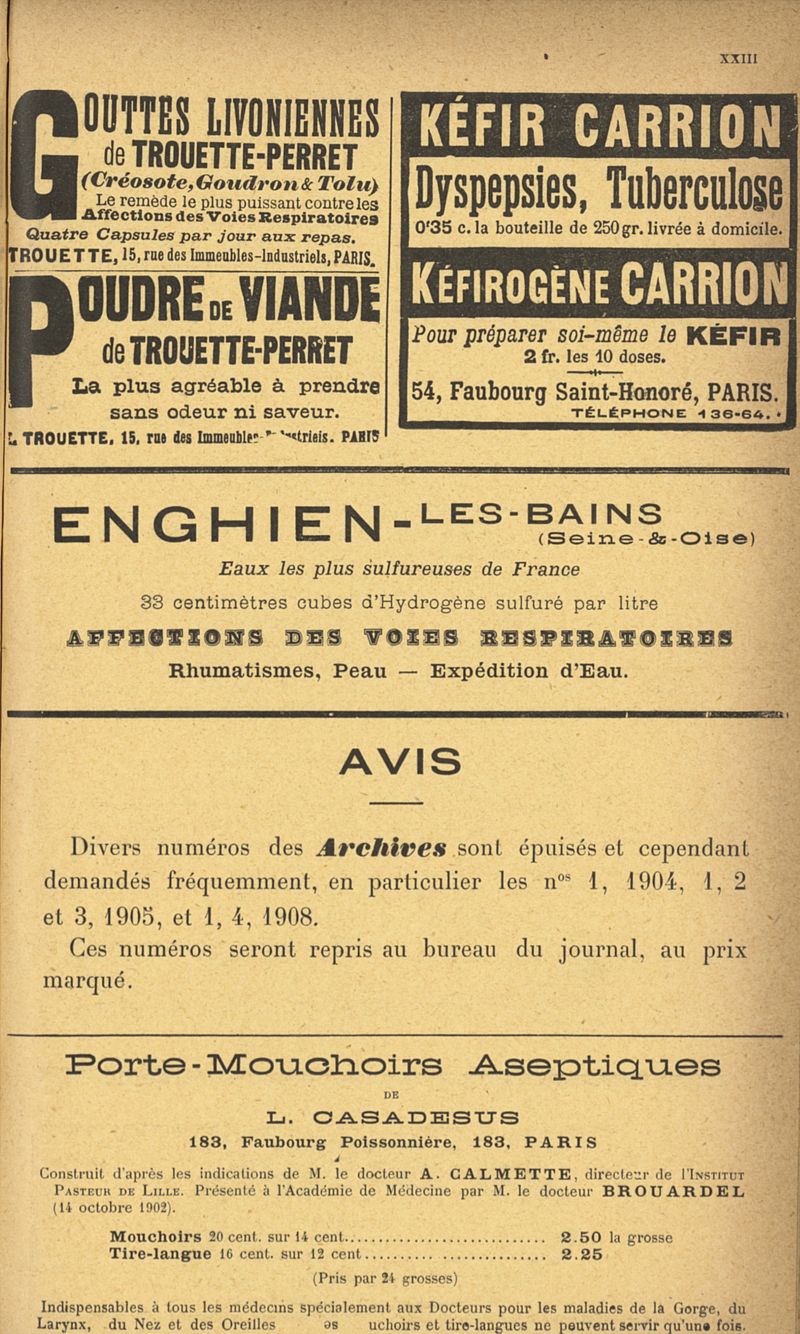 XXIII
GOUTTES LIVONIENNES
de TROUETTE-PERRET
(Créosote, Goudron & Tolu)
Le remède le plus puissant contre les
Affections des Voies Respiratoires
Quatre Capsules par jour aux repas.
TROUETTE, 15, rue des Immeubles-Industriels, PARIS.
POUDRE DE VIANDE
de TROUETTE-PERRET
La plus agréable à prendre
sans odeur ni saveur.
TROUETTE, 15, rue des PARIS
KÉFIR CARRION
Dyspepsies, Tuberculose
0'35 c. la bouteille de 250 gr. livrée à domicile.
KÉFIROGÈNE CARRION
Pour préparer soi-même le KÉFIR
2 fr. les 10 doses.
54, Faubourg Saint-Honoré, PARIS.
TÉLÉPHONE 136-64.
ENGHIEN-LES-BAINS
(Seine-&-Oise)
Eaux les plus sulfureuses de France
33 centimètres cubes d'Hydrogène sulfuré par litre
AFFECTIONS DES VOIES RESPIRATOIRES
Rhumatismes, Peau — Expédition d'Eau.
AVIS
Divers numéros des Archives sont épuisés et cependant
demandés fréquemment, en particulier les nos 1, 1904, 1, 2
et 3, 1905, et 1, 4, 1908.
Ces numéros seront repris au bureau du journal, au prix
marqué.
Porte-Mouchoirs Aseptiques
DE
L. CASADESUS
183, Faubourg Poissonnière, 183, PARIS
Construit d'après les indications de M. le docteur A. CALMETTE, directeur de l'INSTITUT
PASTEUR DE LILLE. Présenté à l'Académie de Médecine par M. le docteur BROUARDEL
(14 octobre 1902).
Mouchoirs 20 cent. sur 14 cent. 2.50 la grosse
Tire-langue 16 cent. sur 12 cent. 2.25
(Pris par 24 grosses)
Indispensables à tous les médecins spécialement aux Docteurs pour les maladies de la Gorge, du
Larynx, du Nez et des Oreilles et tire-langues ne peuvent servir qu'une fois.